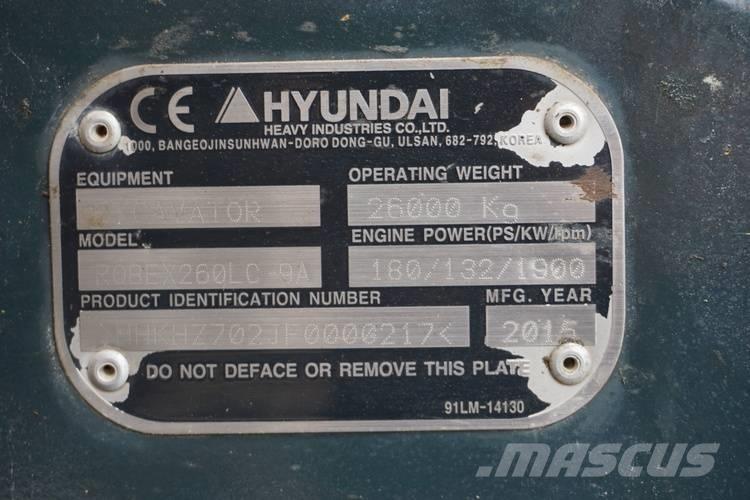 CE HYUNDAI
HEAVY INDUSTRIES CO., LTD.
1000, BANGEOJINSUNHWAN-DORO DONG-GU, ULSAN, 682-792, KOREA
EQUIPMENT
OPERATING WEIGHT
26000 Kg
MODEL
ENGINE POWER(PS/KW/rpm)
ROBEX260LC-9A
180/132/1900
PRODUCT IDENTIFICATION NUMBER
MFG. YEAR
2015
DO NOT DEFACE OR REMOVE THIS PLATE
91LM-14130
MASCUS